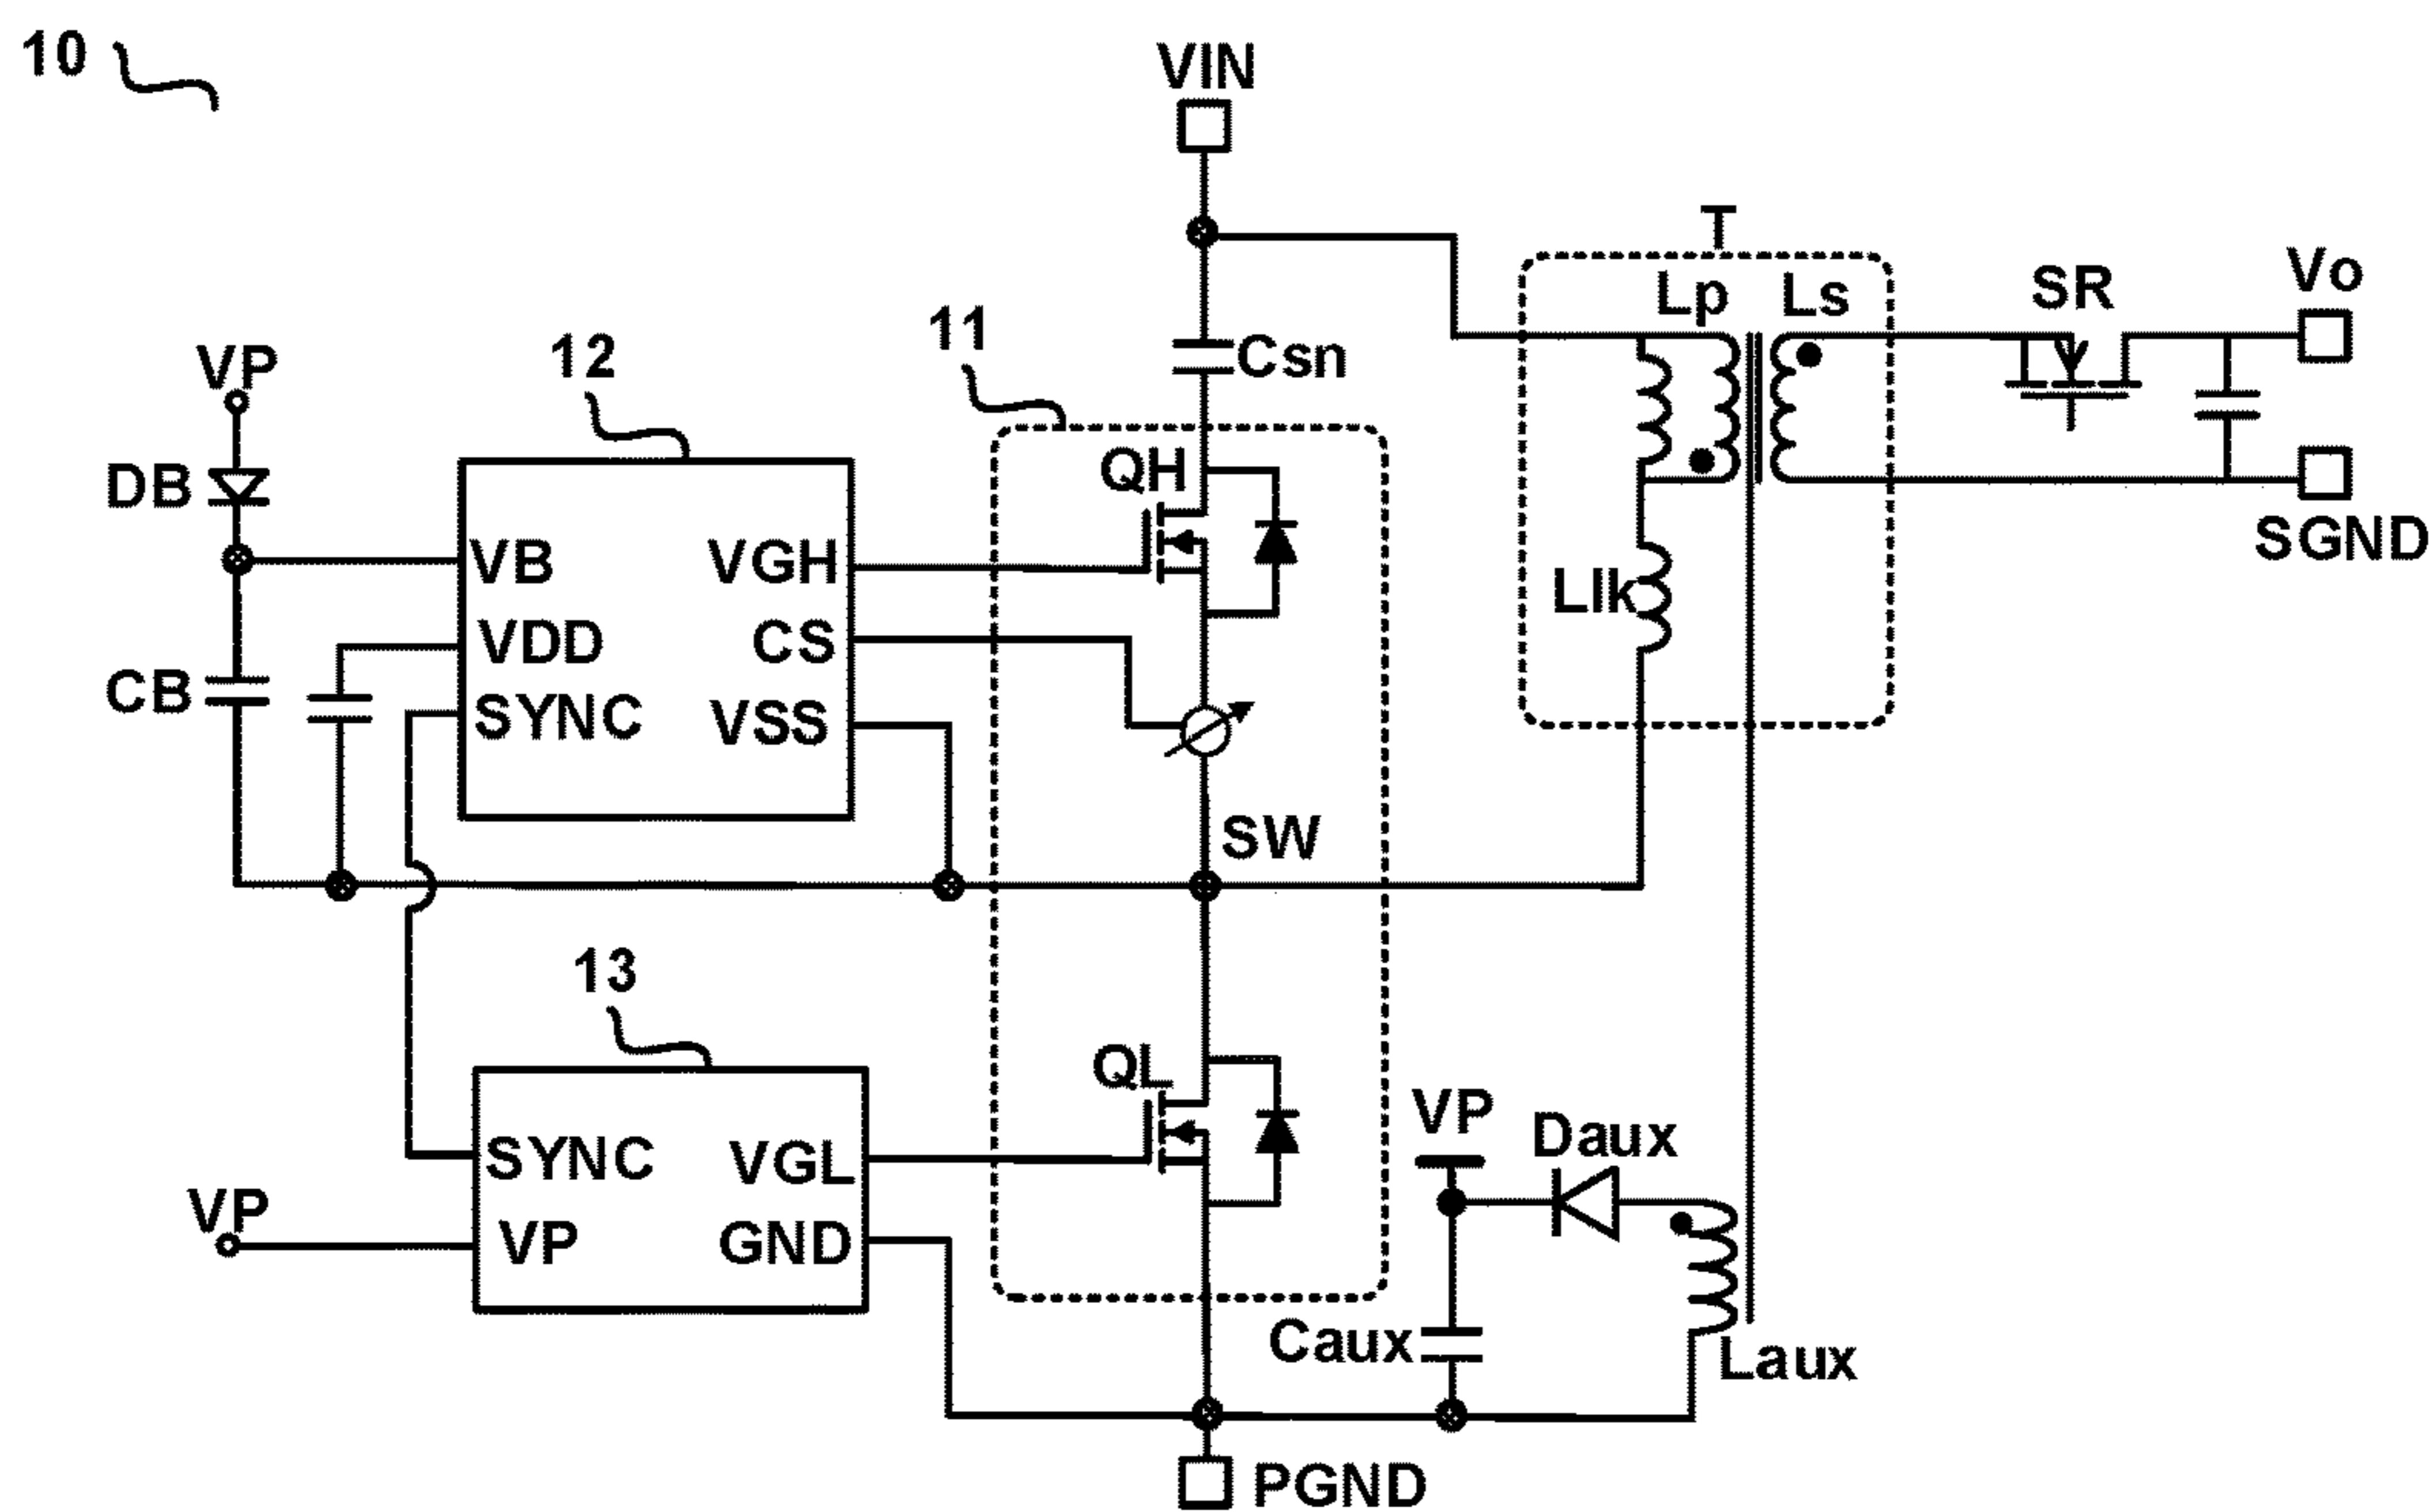 10
VIN
T
Lp
Ls
SR
Vo
11
12
Csn
VP
QH
DB
VB
VGH
SGND
Llk
VDD
CS
CB
SYNC
VSS
SW
13
QL
VP
Daux
SYNC
VGL
VP
VP
GND
Caux
Laux
PGND